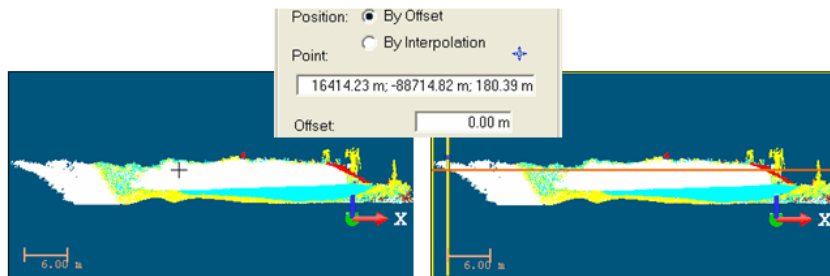 Position: By Offset
By Interpolation
Point:
16414.23 m; -88714.82 m; 180.39 m
Offset: 0.00 m
X
6.00 m
X
6.00 m